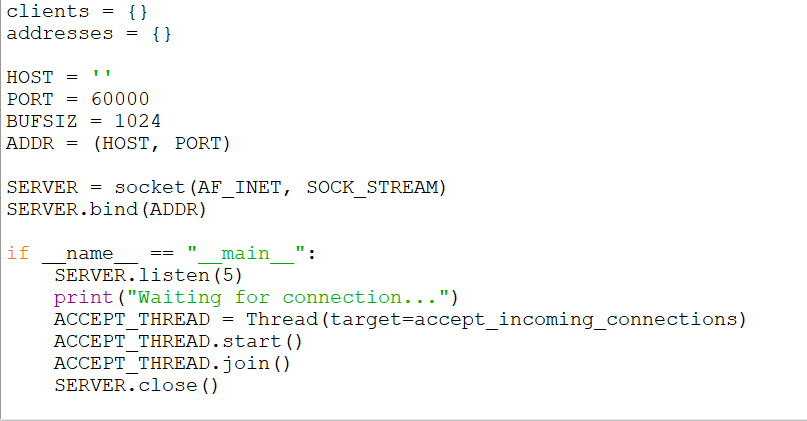 clients = {}
addresses = {}
HOST = ''
PORT = 60000
BUFSIZ = 1024
ADDR = (HOST, PORT)
SERVER = socket(AF_INET, SOCK_STREAM)
SERVER.bind(ADDR)
if __name__ == "__main__":
    SERVER.listen(5)
    print("Waiting for connection...")
    ACCEPT_THREAD = Thread(target=accept_incoming_connections)
    ACCEPT_THREAD.start()
    ACCEPT_THREAD.join()
    SERVER.close()